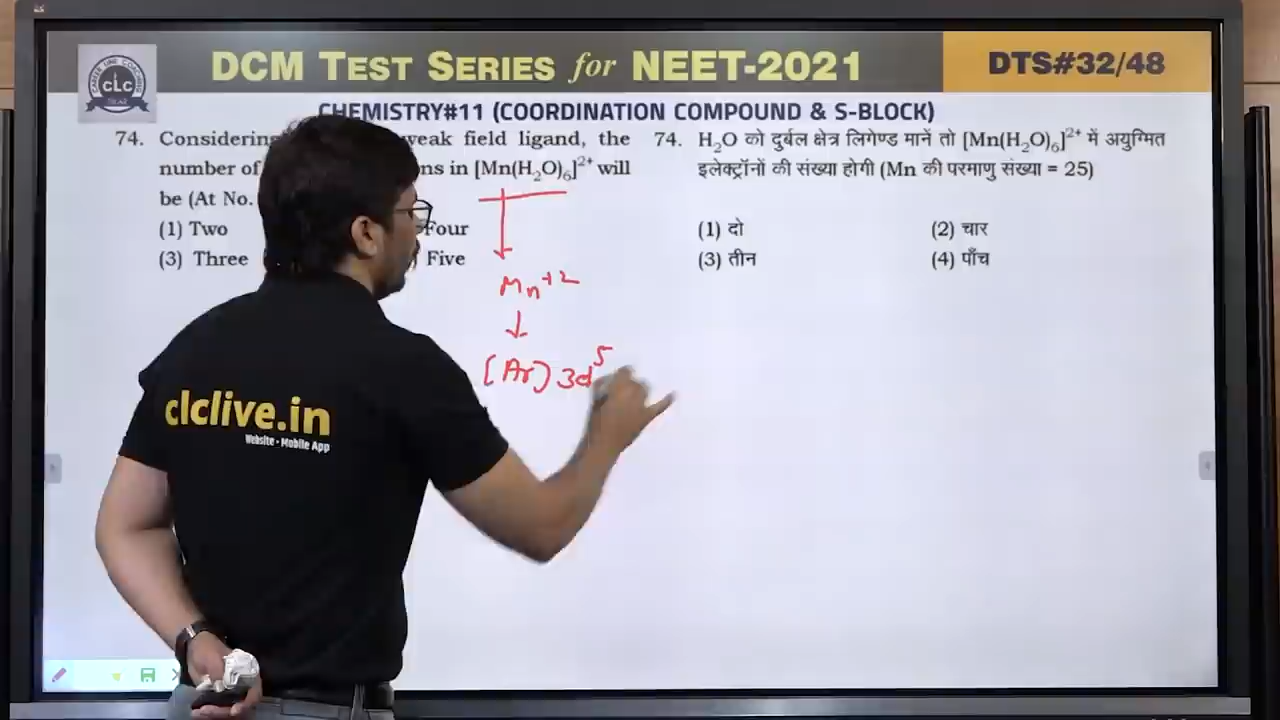 DCM TEST SERIES for NEET-2021
DTS#32/48
CLC
CHEMISTRY#11 (COORDINATION COMPOUND & S-BLOCK)
74. Considering weak field ligand, the
number of ns in [Mn(H₂O)₆]²⁺ will
be (At No.
(1) Two Four
(3) Three Five
74. H₂O को दुर्बल क्षेत्र लिगेण्ड मानें तो [Mn(H₂O)₆]²⁺ में अयुग्मित
इलेक्ट्रॉनों की संख्या होगी (Mn की परमाणु संख्या = 25)
(1) दो (2) चार
(3) तीन (4) पाँच
Mn⁺²
[Ar] 3d⁵
clclive.in
Website • Mobile App